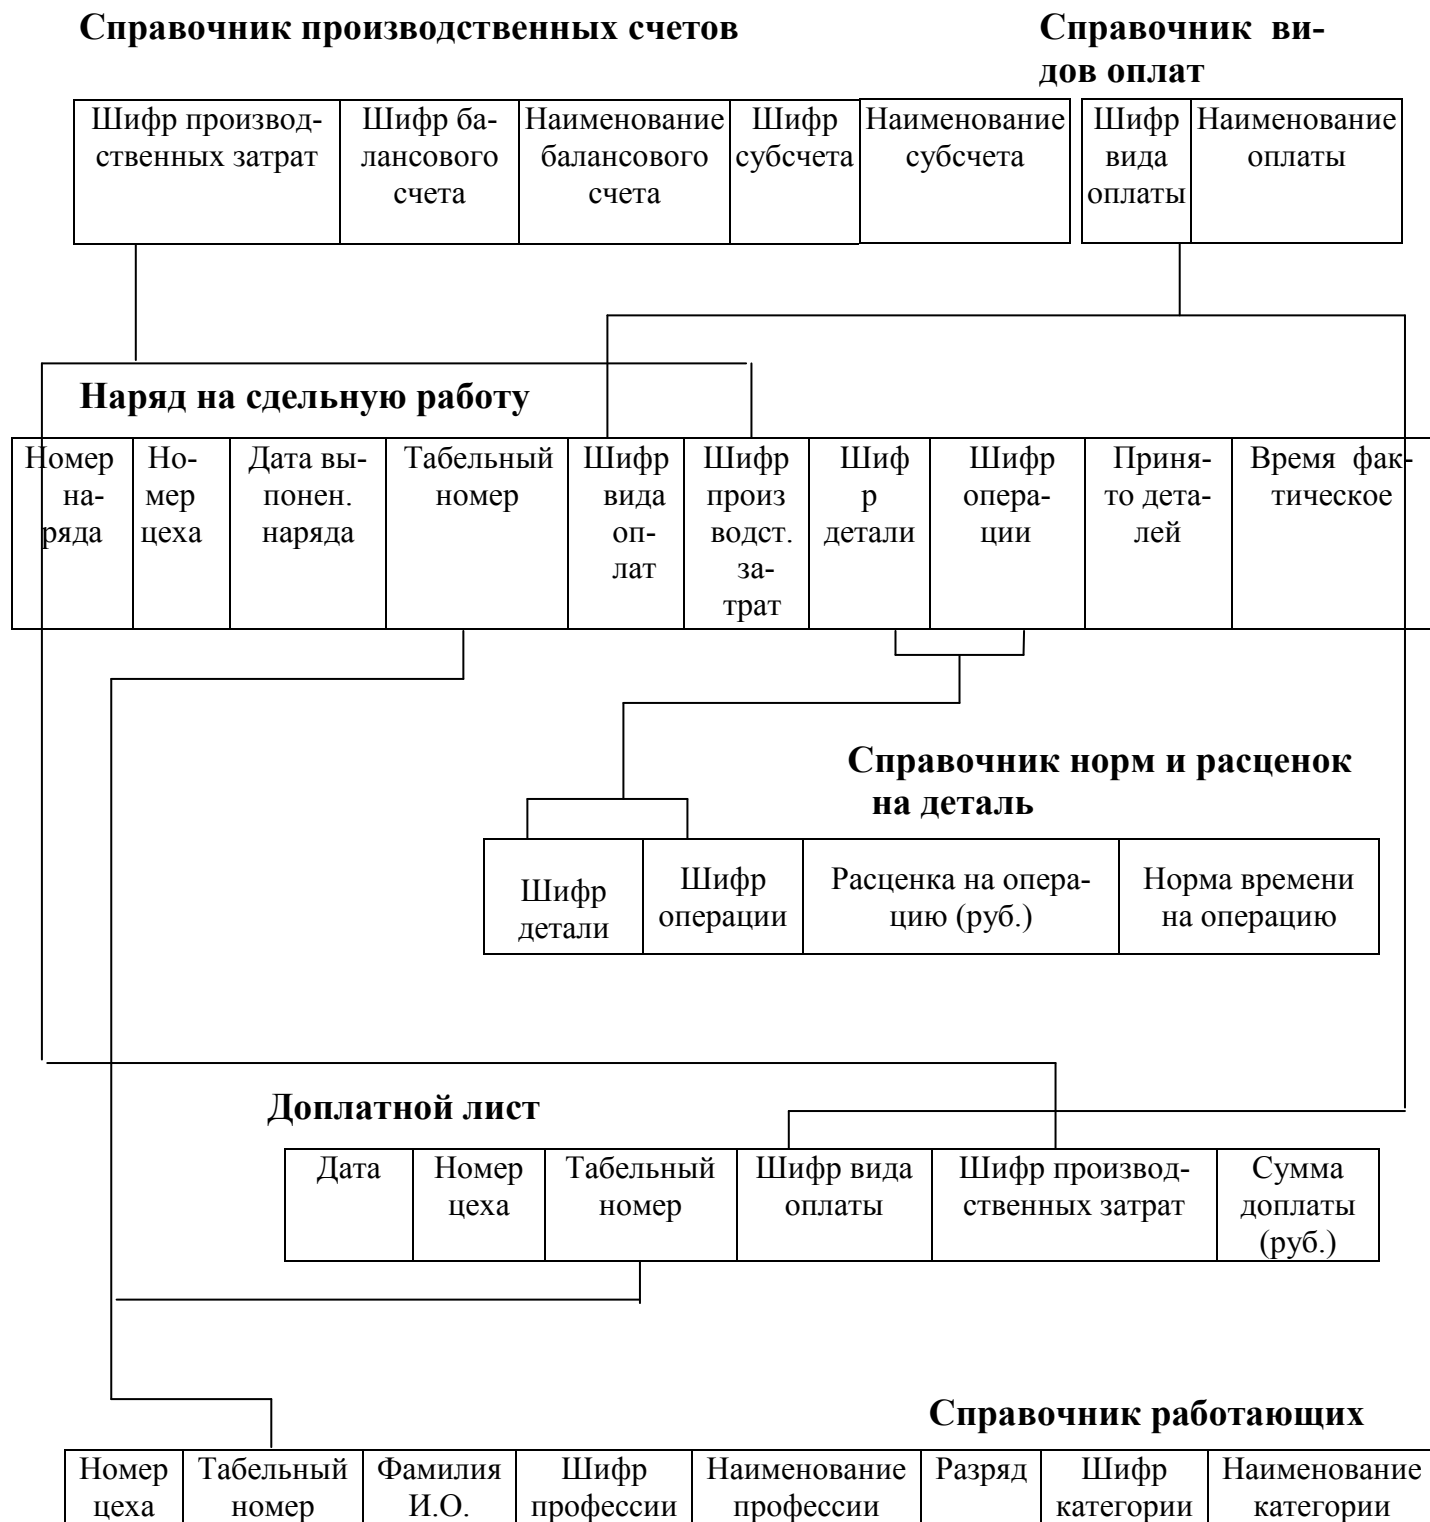 Справочник производственных счетов
Справочник ви-
дов оплат
Шифр производ-
ственных затрат
Шифр ба-
лансового
счета
Наименование
балансового
счета
Шифр
субсчета
Наименование
субсчета
Шифр
вида
оплаты
Наименование
оплаты
Наряд на сдельную работу
Номер
на-
ряда
Но-
мер
цеха
Дата вы-
понен.
наряда
Табельный
номер
Шифр
вида
оп-
лат
Шифр
произ
водст.
за-
трат
Шиф
р
детали
Шифр
опера-
ции
Приня-
то дета-
лей
Время фак-
тическое
Справочник норм и расценок
на деталь
Шифр
детали
Шифр
операции
Расценка на опера-
цию (руб.)
Норма времени
на операцию
Доплатной лист
Дата
Номер
цеха
Табельный
номер
Шифр вида
оплаты
Шифр производ-
ственных затрат
Сумма
доплаты
(руб.)
Справочник работающих
Номер
цеха
Табельный
номер
Фамилия
И.О.
Шифр
профессии
Наименование
профессии
Разряд
Шифр
категории
Наименование
категории